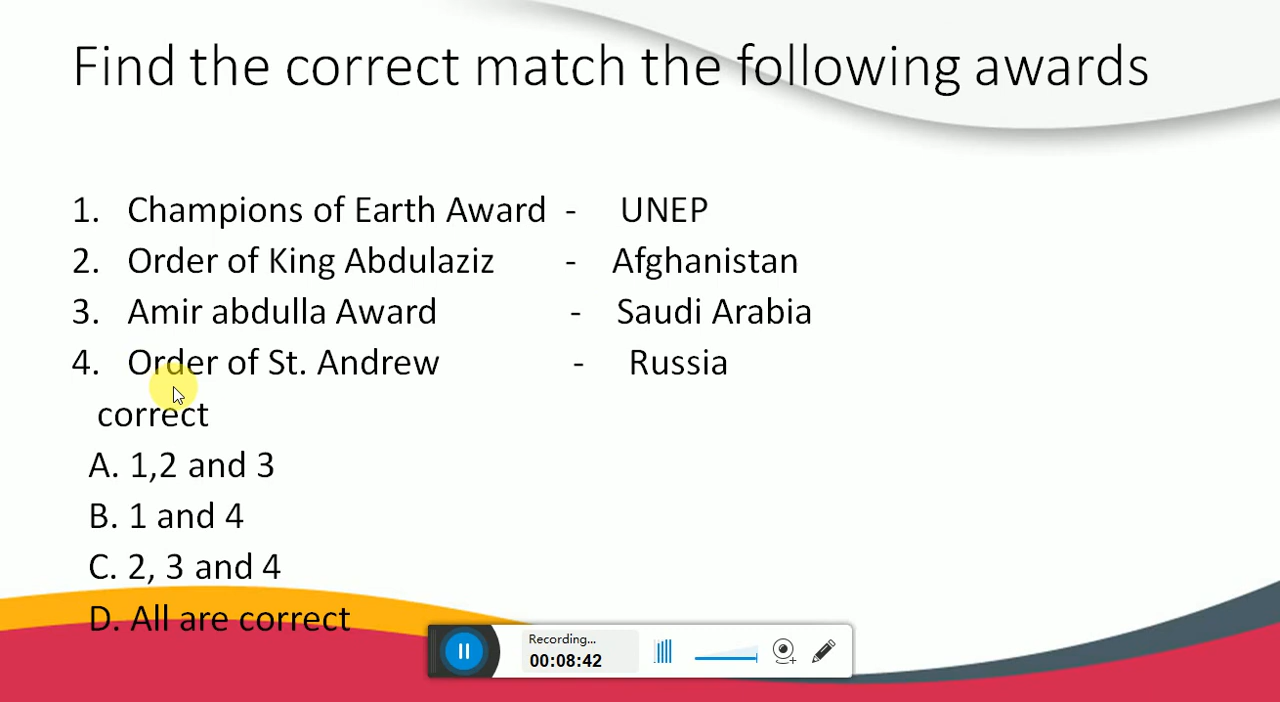 Find the correct match the following awards
1. Champions of Earth Award - UNEP
2. Order of King Abdulaziz - Afghanistan
3. Amir abdulla Award - Saudi Arabia
4. Order of St. Andrew - Russia
correct
A. 1,2 and 3
B. 1 and 4
C. 2, 3 and 4
D. All are correct
Recording...
00:08:42